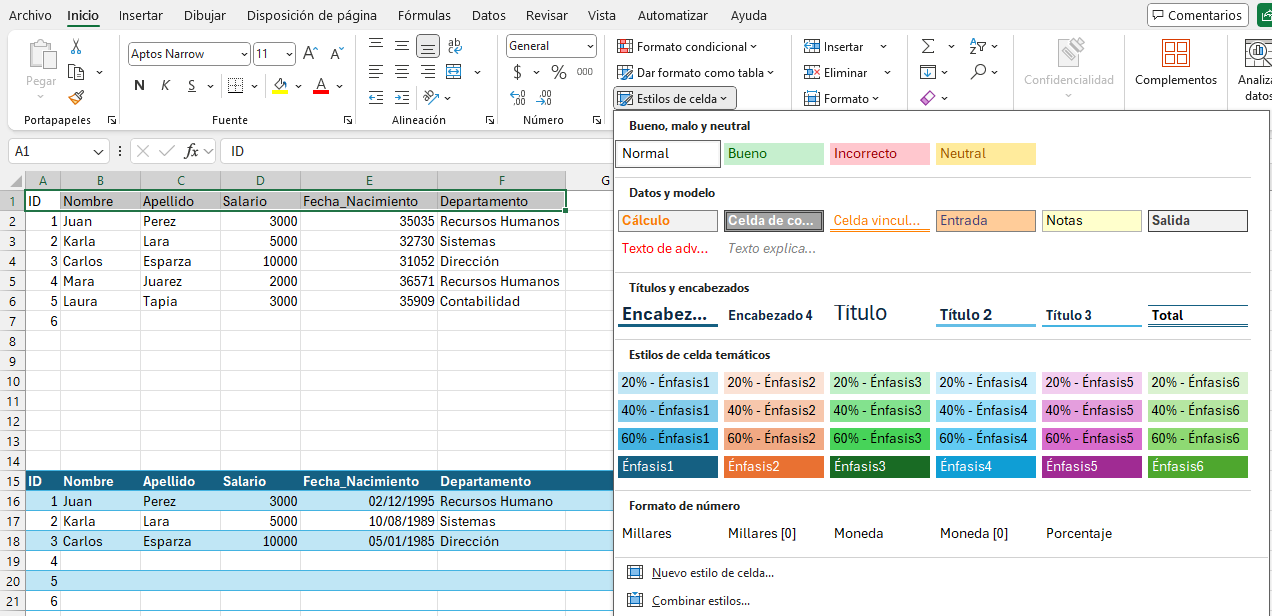 Archivo Inicio Insertar Dibujar Disposición de página Fórmulas Datos Revisar Vista Automatizar Ayuda Comentarios
Pegar
Portapapeles
Aptos Narrow 11 A^ A˅
N K S A
Fuente
ab
Alineación
General
$ % 000
Número
Formato condicional
Dar formato como tabla
Estilos de celda
Insertar
Eliminar
Formato
Confidencialidad
Complementos
Analiza
datos
A1 fx ID
A B C D E F G
1 ID Nombre Apellido Salario Fecha_Nacimiento Departamento
2 1 Juan Perez 3000 35035 Recursos Humanos
3 2 Karla Lara 5000 32730 Sistemas
4 3 Carlos Esparza 10000 31052 Dirección
5 4 Mara Juarez 2000 36571 Recursos Humanos
6 5 Laura Tapia 3000 35909 Contabilidad
7 6
8
9
10
11
12
13
14
15 ID Nombre Apellido Salario Fecha_Nacimiento Departamento
16 1 Juan Perez 3000 02/12/1995 Recursos Humano
17 2 Karla Lara 5000 10/08/1989 Sistemas
18 3 Carlos Esparza 10000 05/01/1985 Dirección
19 4
20 5
21 6
Bueno, malo y neutral
Normal Bueno Incorrecto Neutral
Datos y modelo
Cálculo Celda de co... Celda vincul... Entrada Notas Salida
Texto de adv... Texto explica...
Títulos y encabezados
Encabez... Encabezado 4 Título Título 2 Título 3 Total
Estilos de celda temáticos
20% - Énfasis1 20% - Énfasis2 20% - Énfasis3 20% - Énfasis4 20% - Énfasis5 20% - Énfasis6
40% - Énfasis1 40% - Énfasis2 40% - Énfasis3 40% - Énfasis4 40% - Énfasis5 40% - Énfasis6
60% - Énfasis1 60% - Énfasis2 60% - Énfasis3 60% - Énfasis4 60% - Énfasis5 60% - Énfasis6
Énfasis1 Énfasis2 Énfasis3 Énfasis4 Énfasis5 Énfasis6
Formato de número
Millares Millares [0] Moneda Moneda [0] Porcentaje
Nuevo estilo de celda...
Combinar estilos...